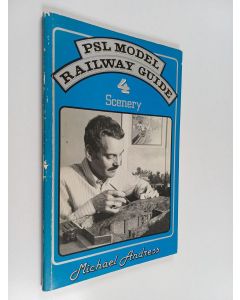 PSL MODEL
RAILWAY GUIDE
4
Scenery
Michael Andress